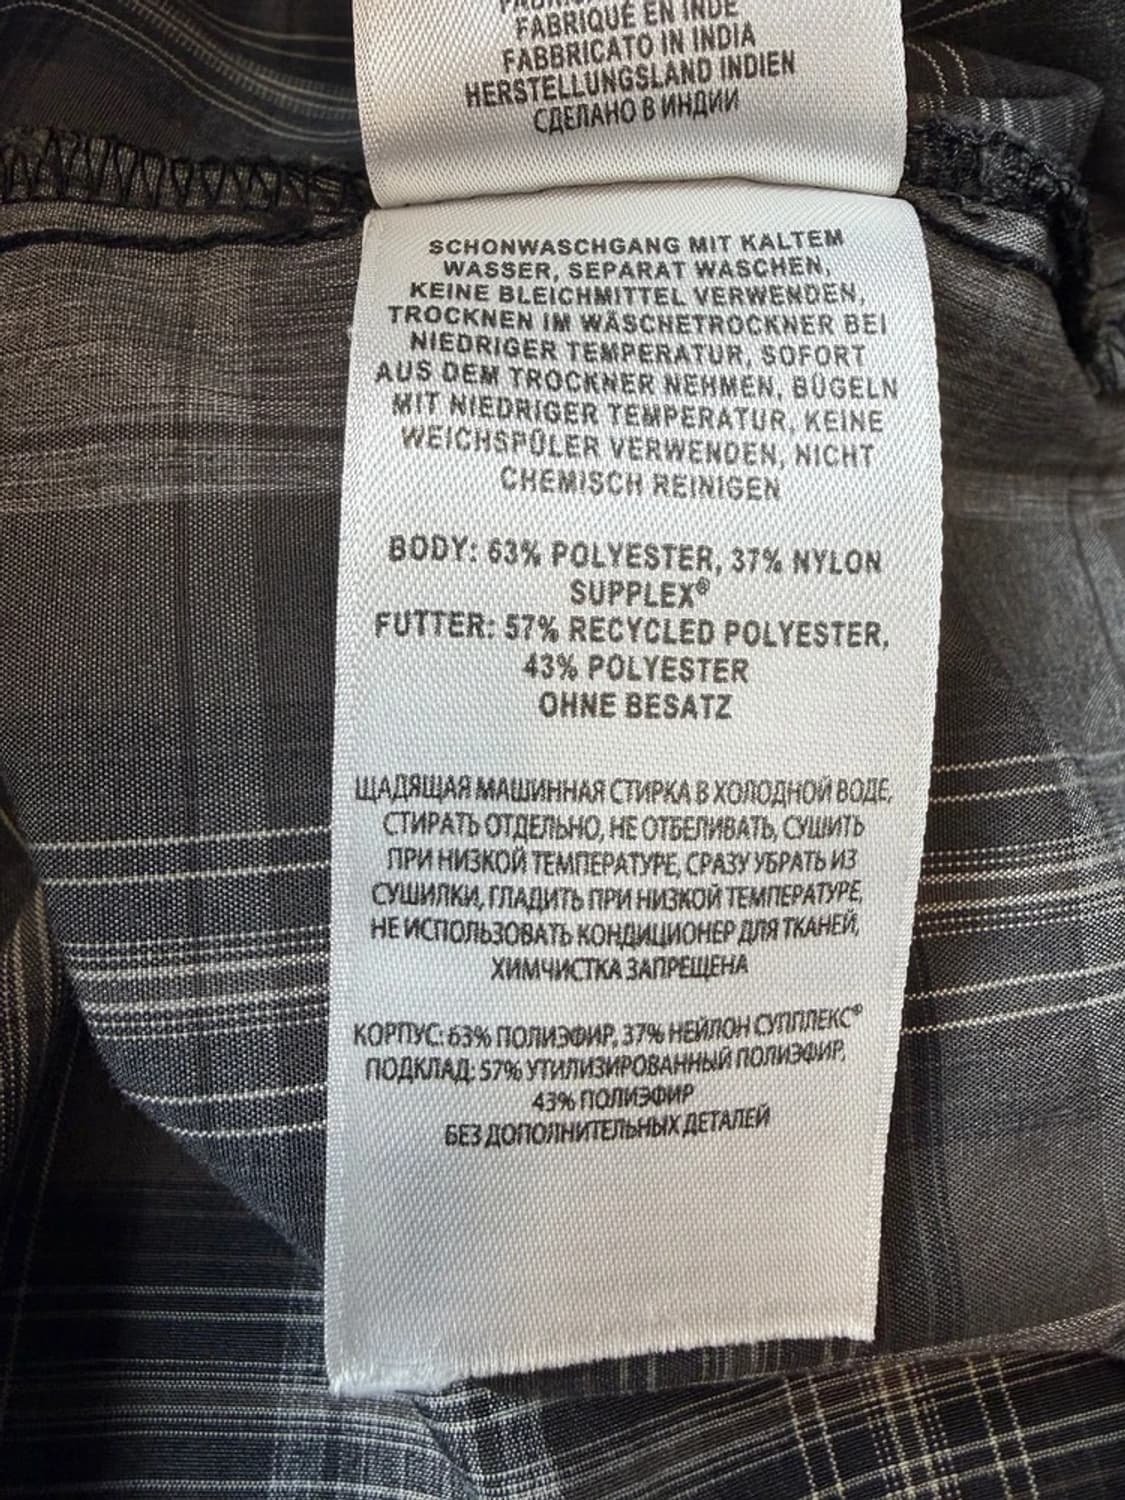 FABRIQUÉ EN INDE
FABBRICATO IN INDIA
HERSTELLUNGSLAND INDIEN
СДЕЛАНО В ИНДИИ
SCHONWASCHGANG MIT KALTEM
WASSER, SEPARAT WASCHEN,
KEINE BLEICHMITTEL VERWENDEN,
TROCKNEN IM WÄSCHETROCKNER BEI
NIEDRIGER TEMPERATUR, SOFORT
AUS DEM TROCKNER NEHMEN, BÜGELN
MIT NIEDRIGER TEMPERATUR, KEINE
WEICHSPÜLER VERWENDEN, NICHT
CHEMISCH REINIGEN
BODY: 63% POLYESTER, 37% NYLON
SUPPLEX®
FUTTER: 57% RECYCLED POLYESTER,
43% POLYESTER
OHNE BESATZ
ЩАДЯЩАЯ МАШИННАЯ СТИРКА В ХОЛОДНОЙ ВОДЕ,
СТИРАТЬ ОТДЕЛЬНО, НЕ ОТБЕЛИВАТЬ, СУШИТЬ
ПРИ НИЗКОЙ ТЕМПЕРАТУРЕ, СРАЗУ УБРАТЬ ИЗ
СУШИЛКИ, ГЛАДИТЬ ПРИ НИЗКОЙ ТЕМПЕРАТУРЕ,
НЕ ИСПОЛЬЗОВАТЬ КОНДИЦИОНЕР ДЛЯ ТКАНЕЙ,
ХИМЧИСТКА ЗАПРЕЩЕНА
КОРПУС: 63% ПОЛИЭФИР, 37% НЕЙЛОН СУППЛЕКС®
ПОДКЛАД: 57% УТИЛИЗИРОВАННЫЙ ПОЛИЭФИР,
43% ПОЛИЭФИР
БЕЗ ДОПОЛНИТЕЛЬНЫХ ДЕТАЛЕЙ